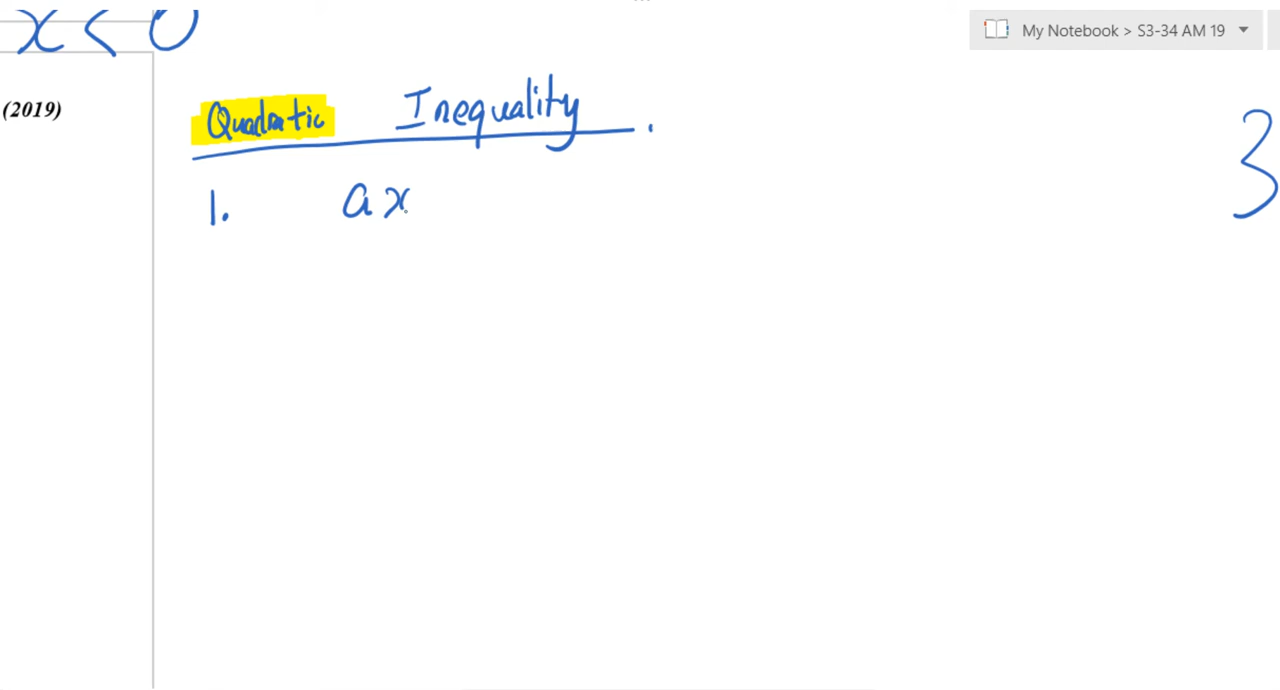 x < 0
My Notebook > S3-34 AM 19
(2019)
Quadratic Inequality .
3
1. ax